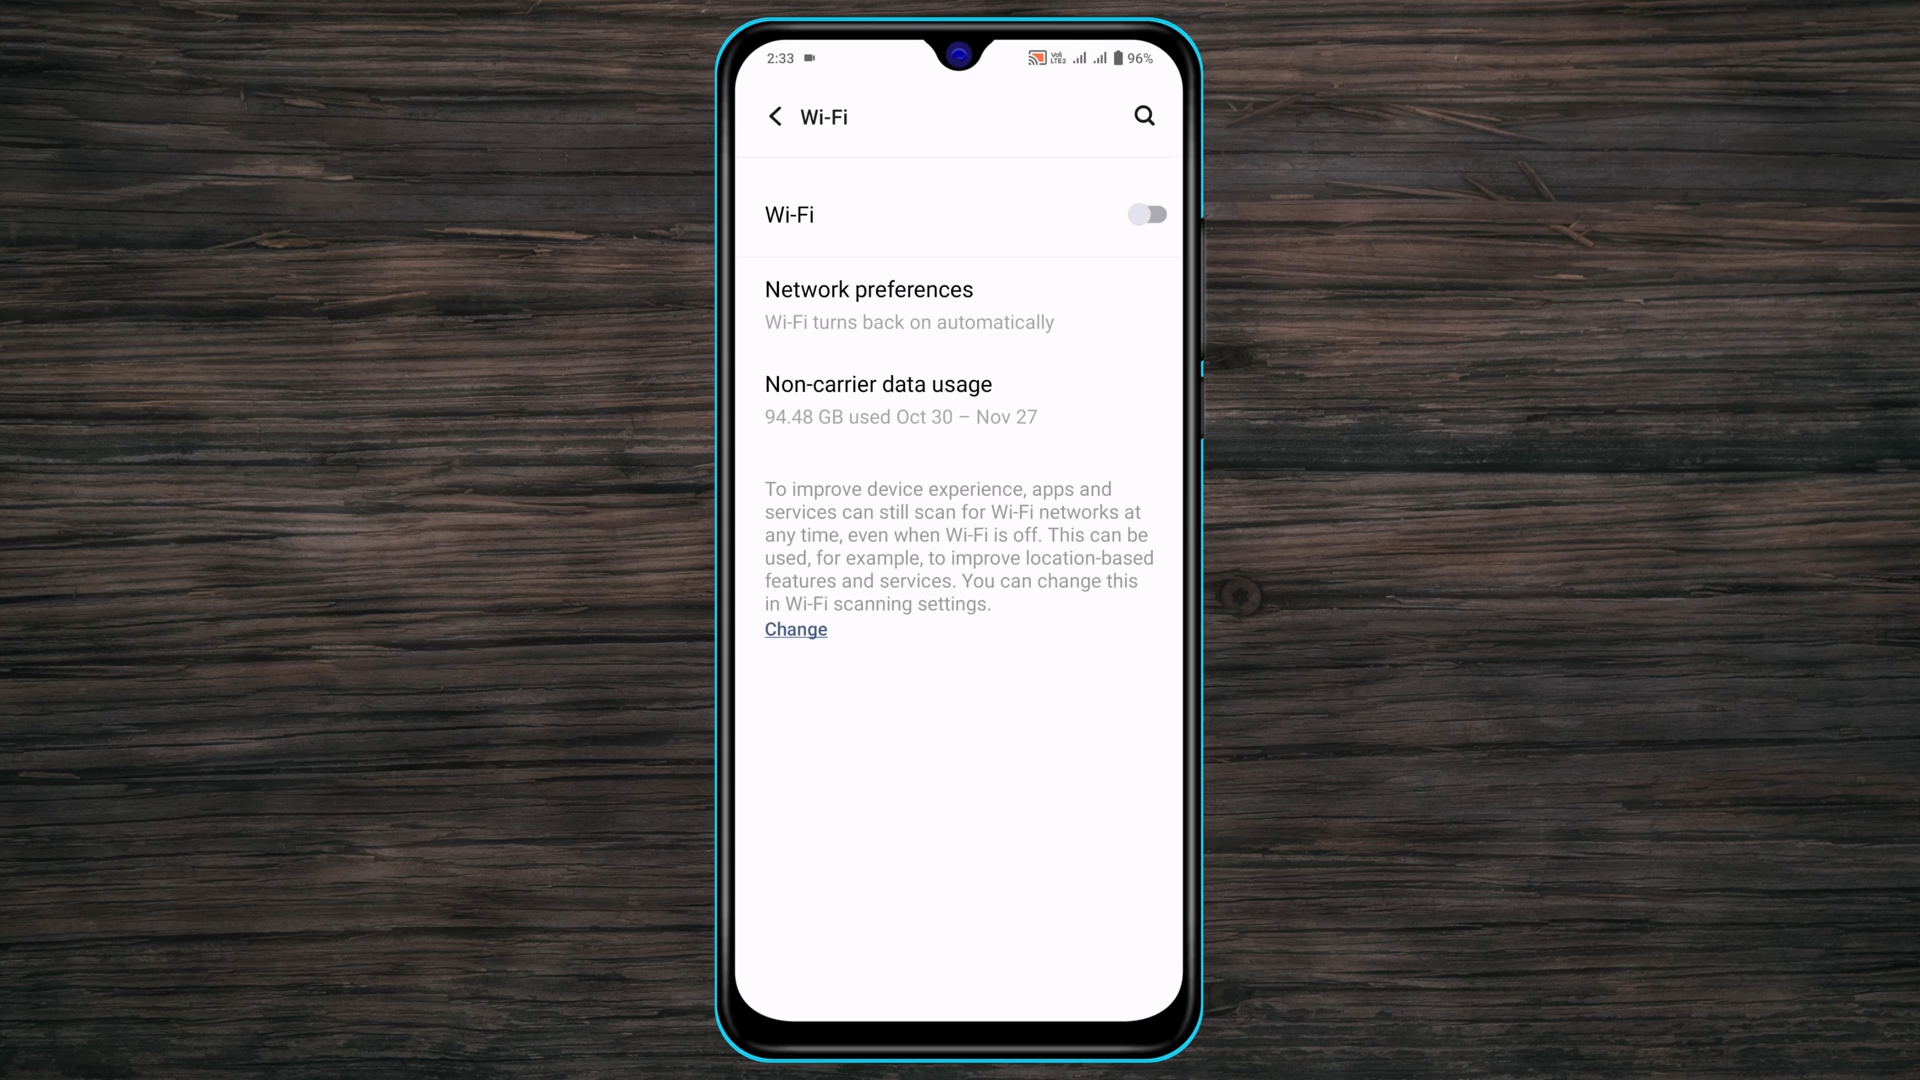 2:33
VoLTE2
96%
Wi-Fi
Wi-Fi
Network preferences
Wi-Fi turns back on automatically
Non-carrier data usage
94.48 GB used Oct 30 – Nov 27
To improve device experience, apps and
services can still scan for Wi-Fi networks at
any time, even when Wi-Fi is off. This can be
used, for example, to improve location-based
features and services. You can change this
in Wi-Fi scanning settings.
Change